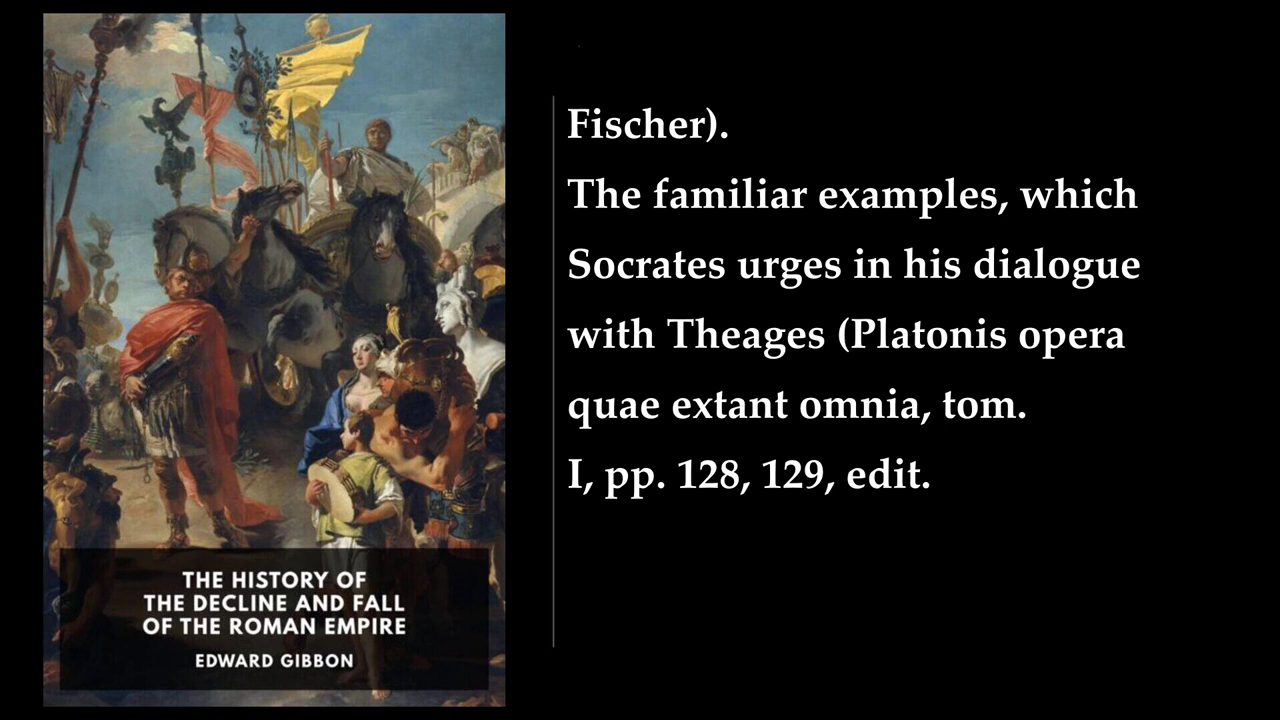 THE HISTORY OF
THE DECLINE AND FALL
OF THE ROMAN EMPIRE
EDWARD GIBBON
Fischer).
The familiar examples, which
Socrates urges in his dialogue
with Theages (Platonis opera
quae extant omnia, tom.
I, pp. 128, 129, edit.